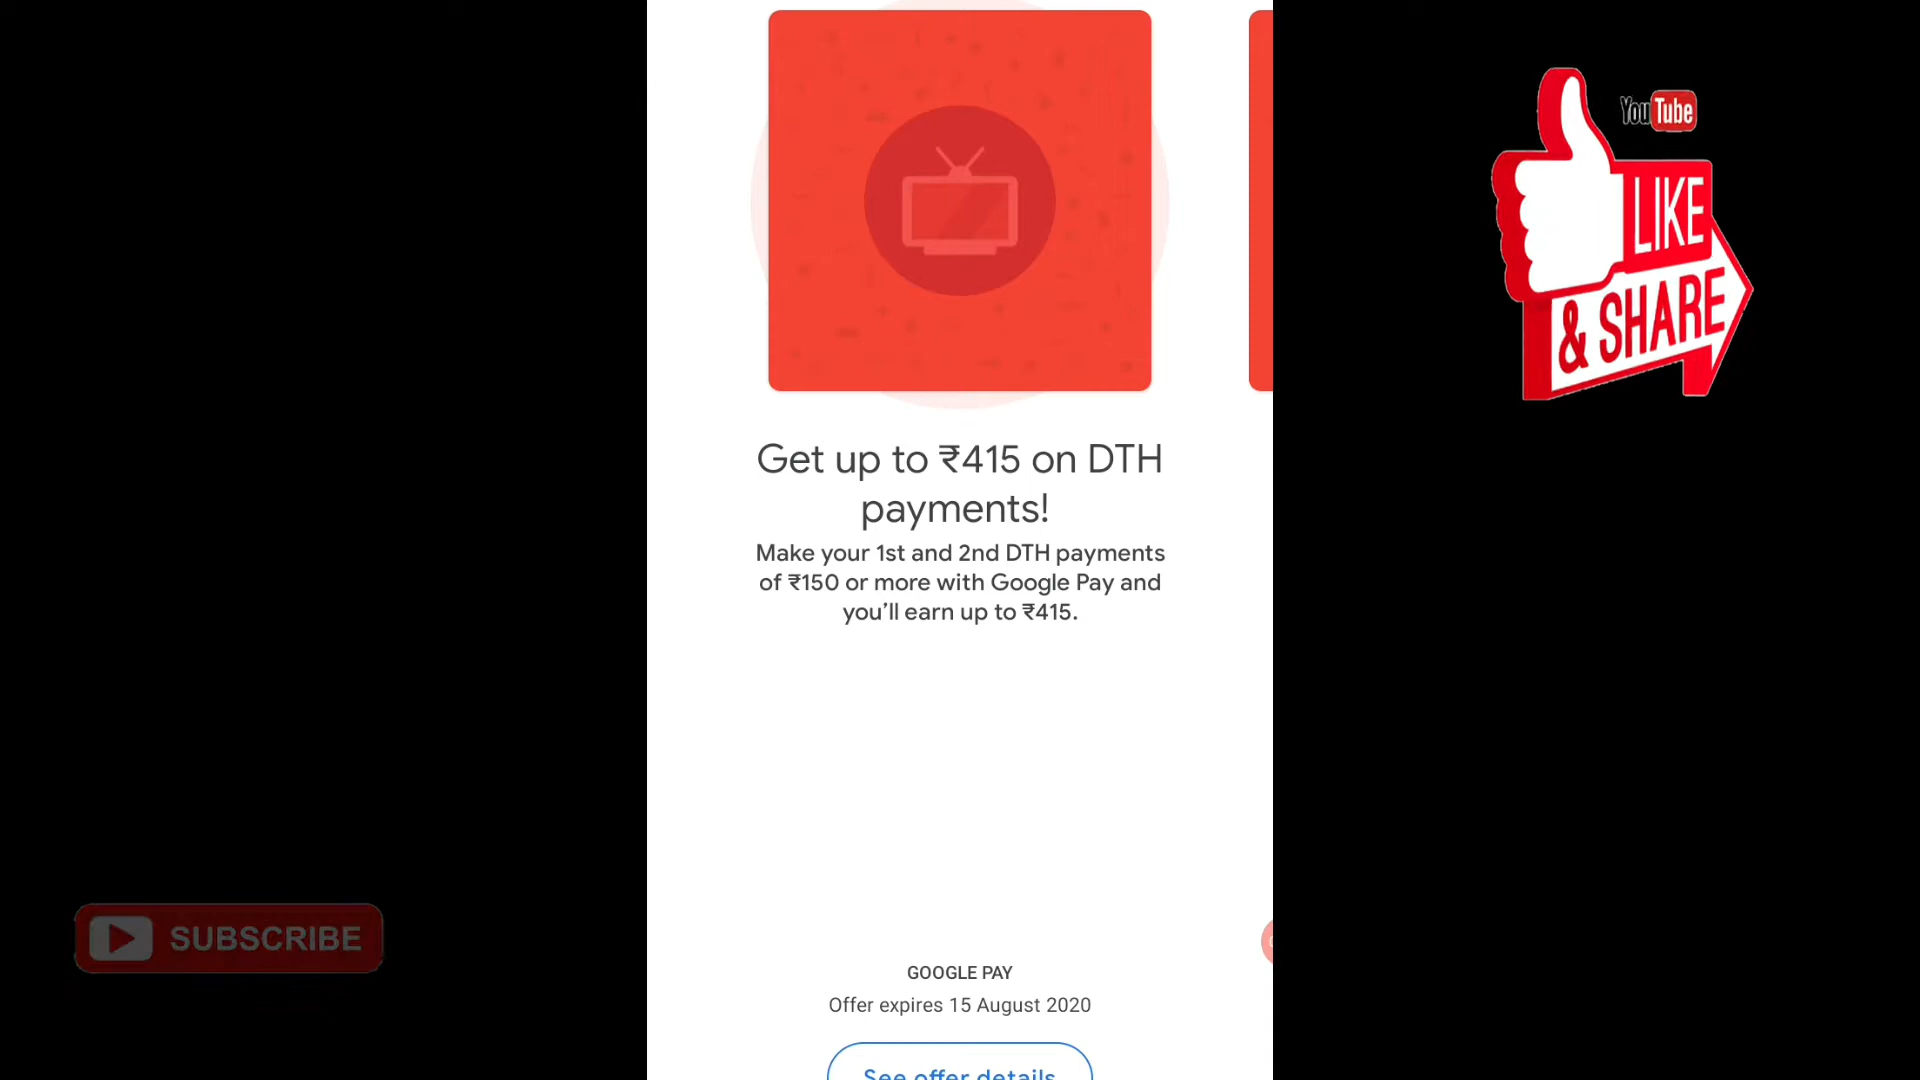 Get up to ₹415 on DTH
payments!
Make your 1st and 2nd DTH payments
of ₹150 or more with Google Pay and
you’ll earn up to ₹415.
GOOGLE PAY
Offer expires 15 August 2020
See offer details
SUBSCRIBE
YouTube
LIKE
& SHARE